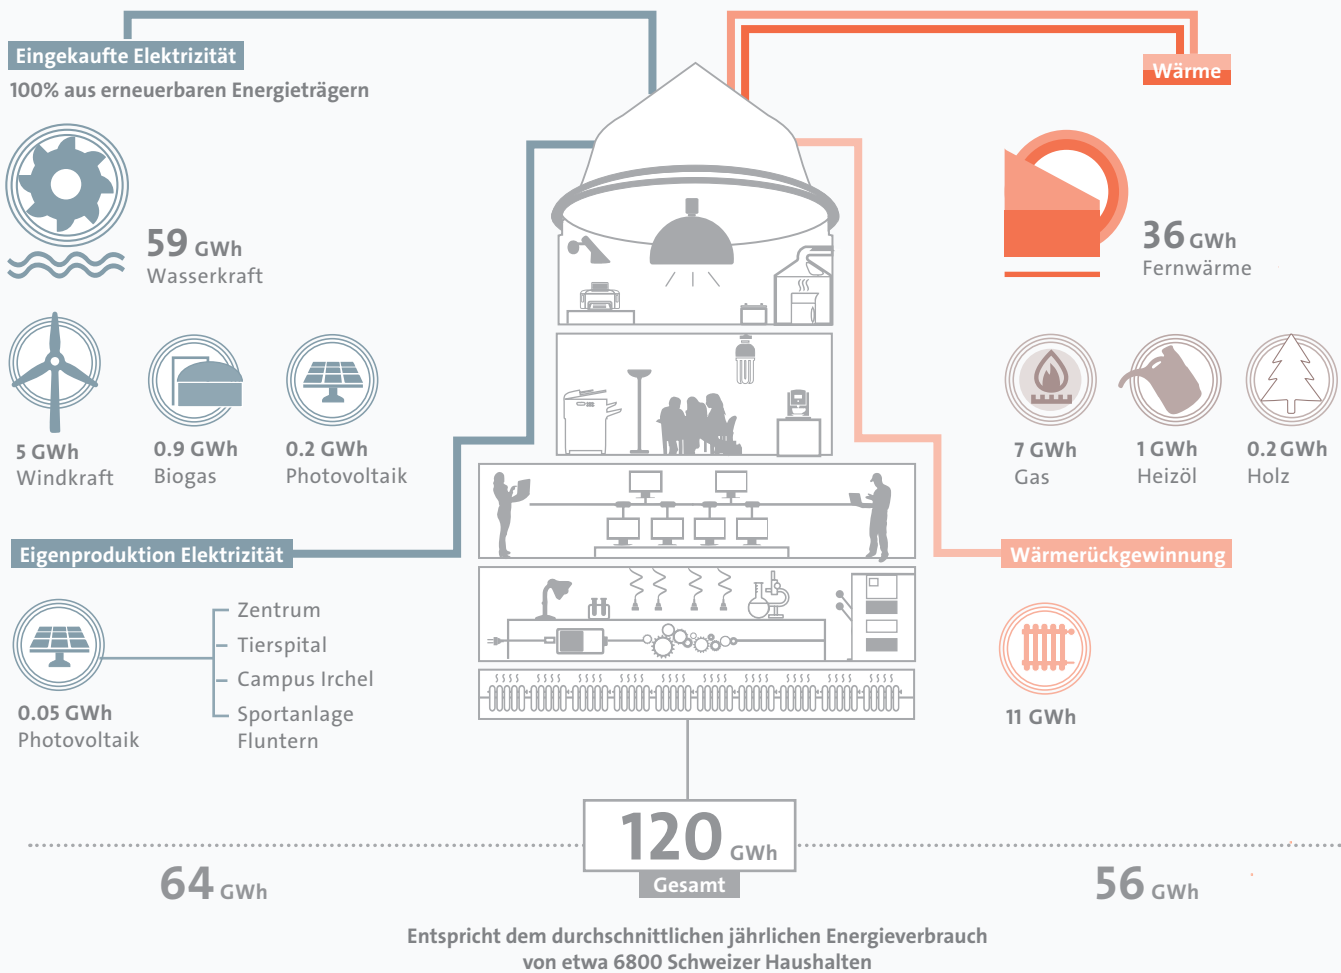 Eingekaufte Elektrizität
100% aus erneuerbaren Energieträgern
59 GWh
Wasserkraft
5 GWh
Windkraft
0.9 GWh
Biogas
0.2 GWh
Photovoltaik
Eigenproduktion Elektrizität
0.05 GWh
Photovoltaik
Zentrum
Tierspital
Campus Irchel
Sportanlage
Fluntern
Wärme
36 GWh
Fernwärme
7 GWh
Gas
1 GWh
Heizöl
0.2 GWh
Holz
Wärmerückgewinnung
11 GWh
64 GWh
120 GWh
Gesamt
56 GWh
Entspricht dem durchschnittlichen jährlichen Energieverbrauch
von etwa 6800 Schweizer Haushalten